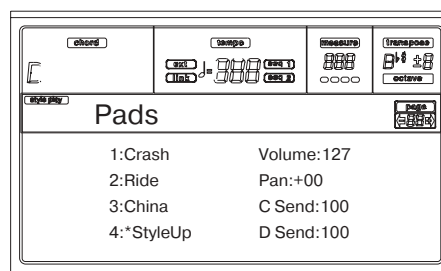 chord tempo measure transpose
ext seq 1
link seq 2
octave
style play page
Pads
1:Crash Volume:127
2:Ride Pan:+00
3:China C Send:100
4:*StyleUp D Send:100